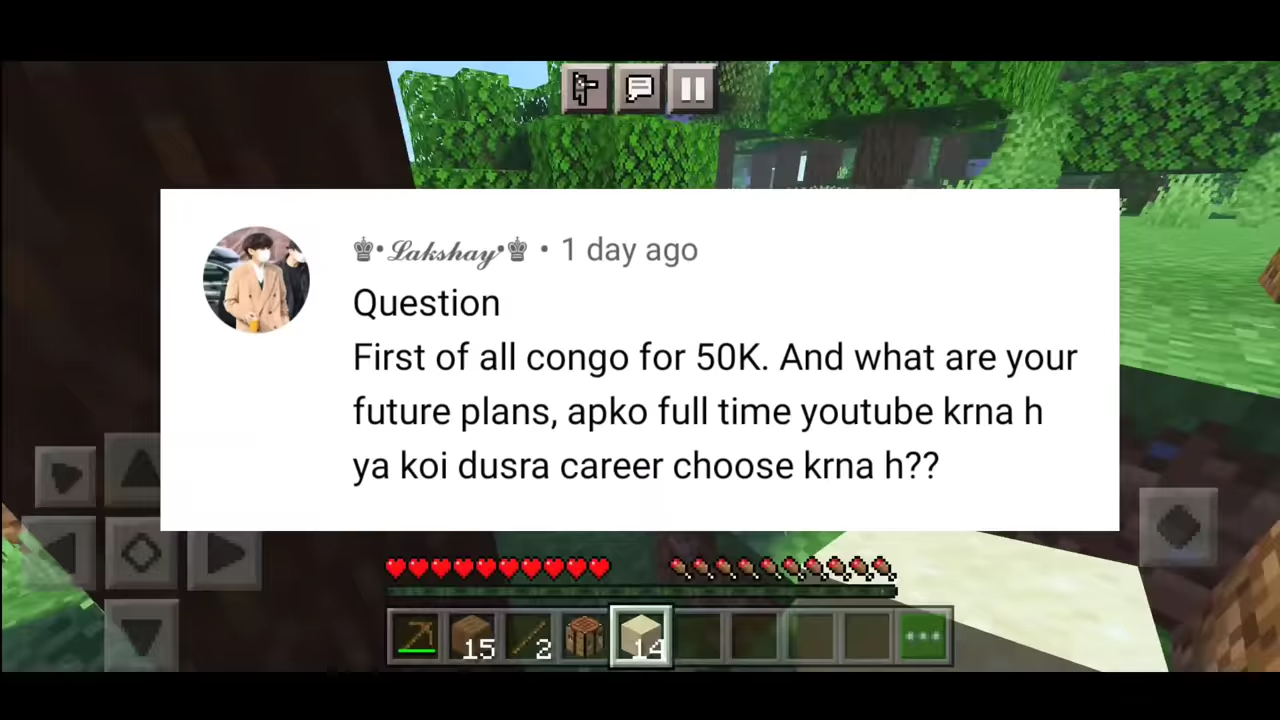 ♚•𝓛𝓪𝓴𝓼𝓱𝓪𝔂•♚ • 1 day ago
Question
First of all congo for 50K. And what are your
future plans, apko full time youtube krna h
ya koi dusra career choose krna h??
15 2 14